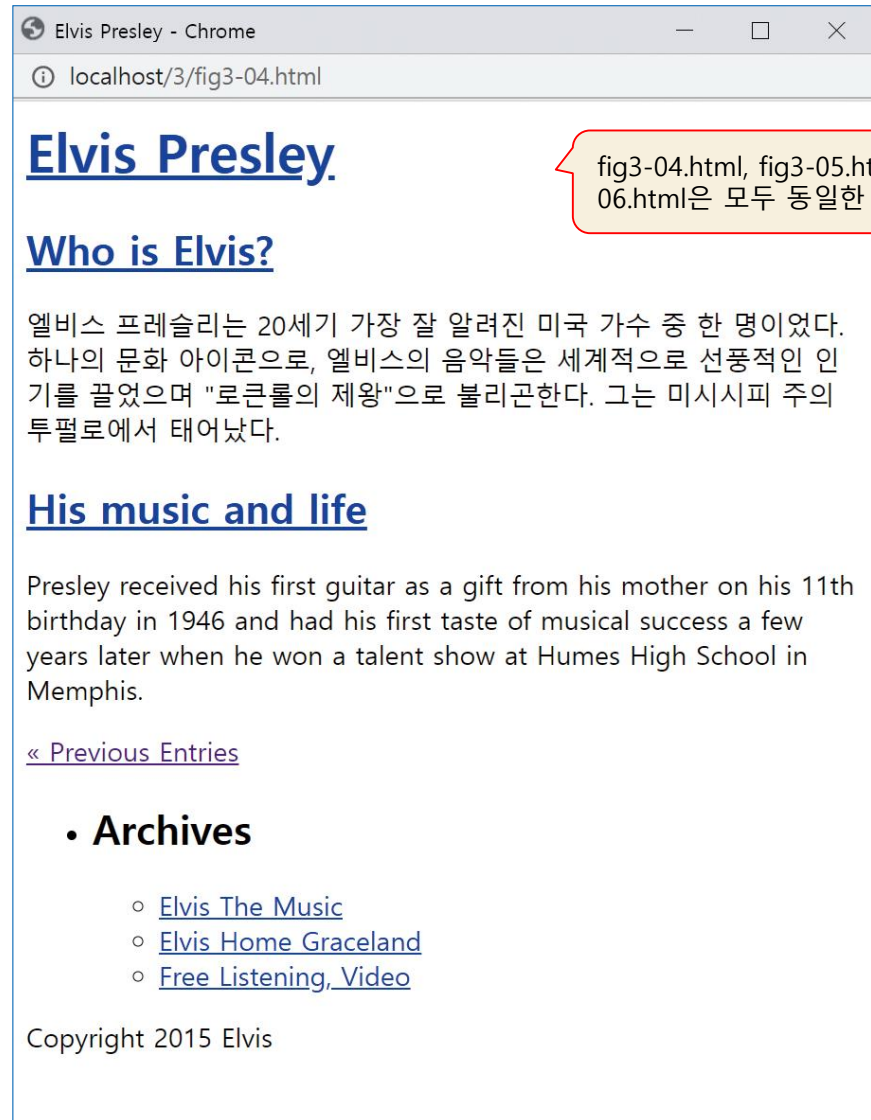 Elvis Presley - Chrome
localhost/3/fig3-04.html
Elvis Presley
fig3-04.html, fig3-05.ht
06.html은 모두 동일한
Who is Elvis?
엘비스 프레슬리는 20세기 가장 잘 알려진 미국 가수 중 한 명이었다.
하나의 문화 아이콘으로, 엘비스의 음악들은 세계적으로 선풍적인 인
기를 끌었으며 "로큰롤의 제왕"으로 불리곤한다. 그는 미시시피 주의
투펄로에서 태어났다.
His music and life
Presley received his first guitar as a gift from his mother on his 11th
birthday in 1946 and had his first taste of musical success a few
years later when he won a talent show at Humes High School in
Memphis.
« Previous Entries
• Archives
○ Elvis The Music
○ Elvis Home Graceland
○ Free Listening, Video
Copyright 2015 Elvis